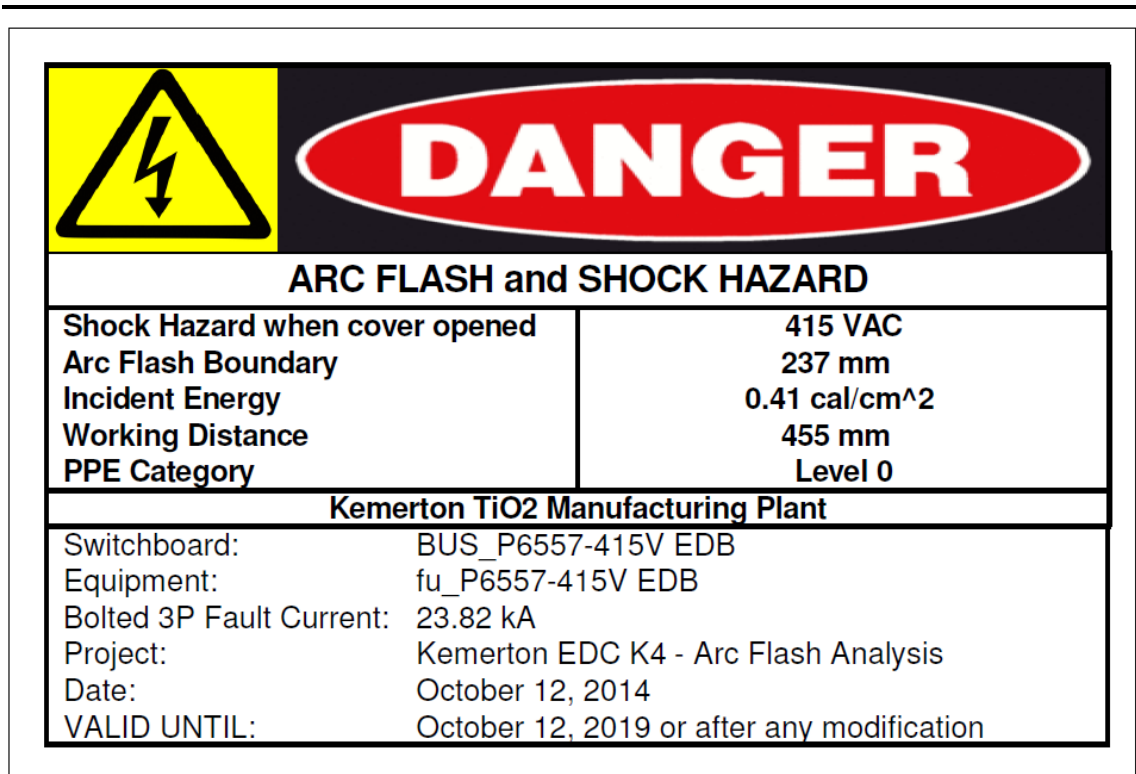 DANGER
ARC FLASH and SHOCK HAZARD
Shock Hazard when cover opened 415 VAC
Arc Flash Boundary 237 mm
Incident Energy 0.41 cal/cm^2
Working Distance 455 mm
PPE Category Level 0
Kemerton TiO2 Manufacturing Plant
Switchboard: BUS_P6557-415V EDB
Equipment: fu_P6557-415V EDB
Bolted 3P Fault Current: 23.82 kA
Project: Kemerton EDC K4 - Arc Flash Analysis
Date: October 12, 2014
VALID UNTIL: October 12, 2019 or after any modification